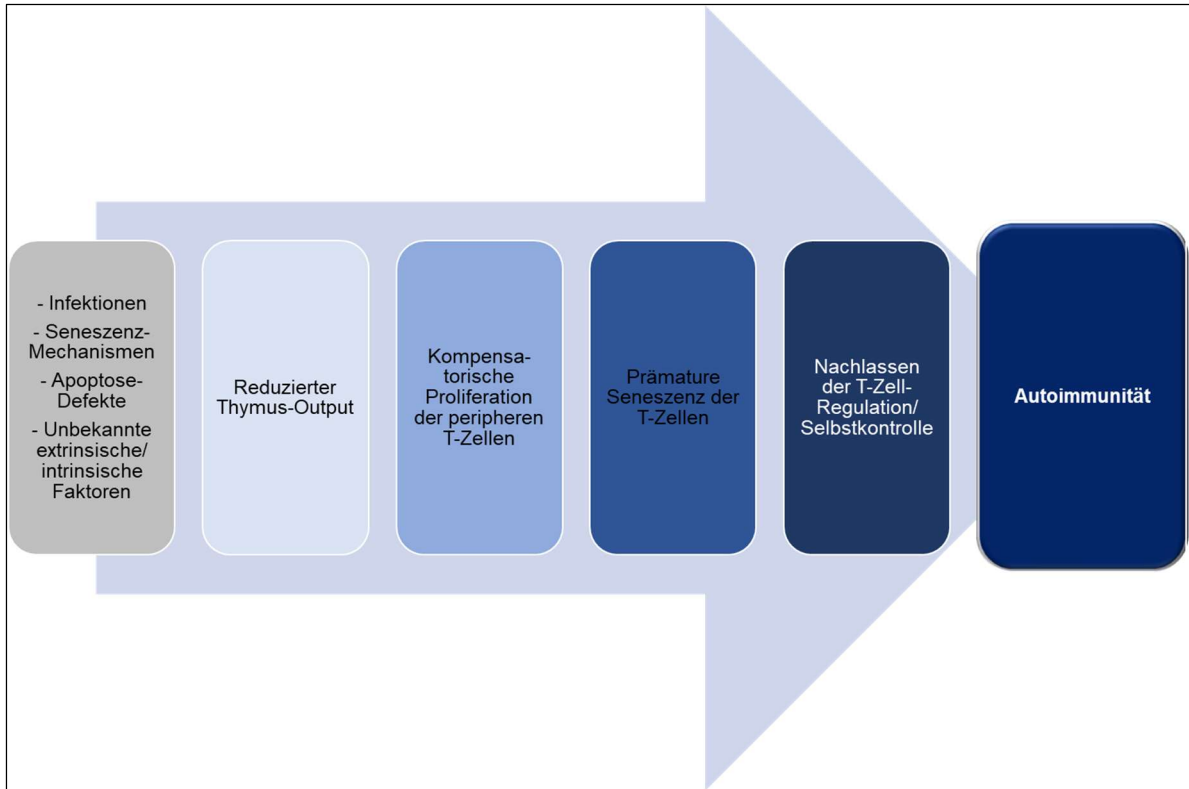 - Infektionen
- Seneszenz-
Mechanismen
- Apoptose-
Defekte
- Unbekannte
extrinsische/
intrinsische
Faktoren
Reduzierter
Thymus-Output
Kompensa-
torische
Proliferation
der peripheren
T-Zellen
Prämature
Seneszenz der
T-Zellen
Nachlassen
der T-Zell-
Regulation/
Selbstkontrolle
Autoimmunität